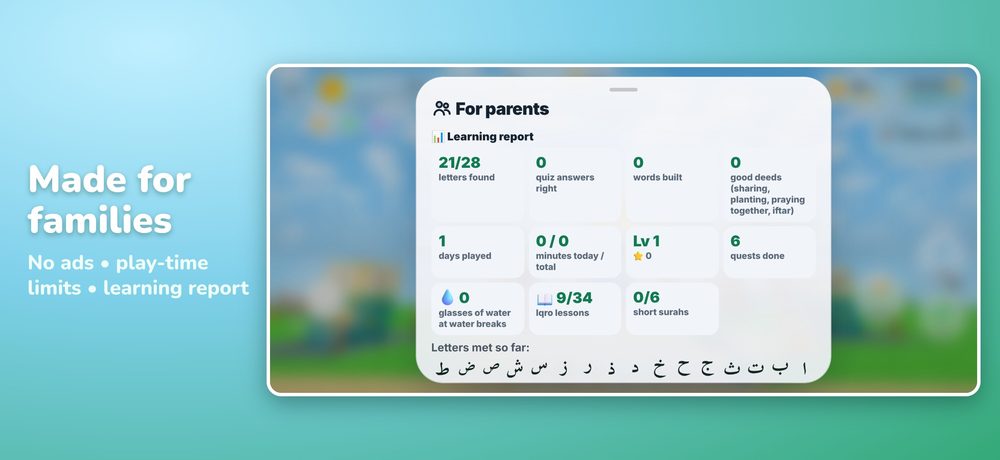 Made for
families
No ads • play-time
limits • learning report
For parents
📊 Learning report
21/28
letters found
0
quiz answers
right
0
words built
0
good deeds
(sharing,
planting, praying
together, iftar)
1
days played
0 / 0
minutes today /
total
Lv 1
⭐ 0
6
quests done
💧 0
glasses of water
at water breaks
📖 9/34
Iqro lessons
0/6
short surahs
Letters met so far:
ا ب ت ث ج ح خ د ذ ر ز س ش ص ض ط